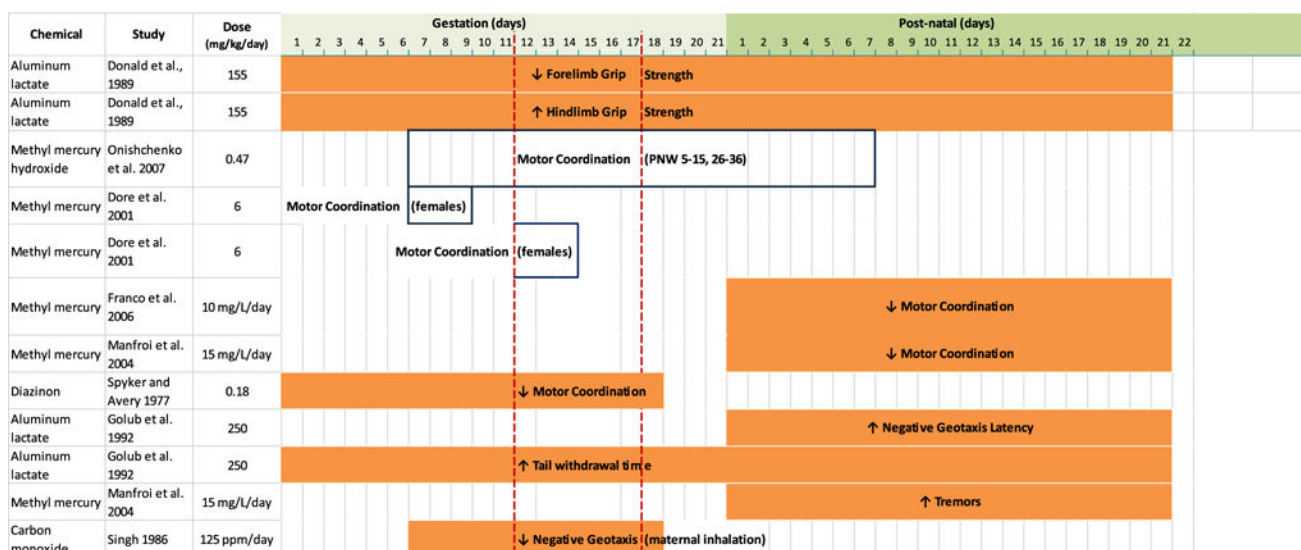 Gestation (days) Post-natal (days)
Chemical Study Dose (mg/kg/day)
1 2 3 4 5 6 7 8 9 10 11 12 13 14 15 16 17 18 19 20 21 1 2 3 4 5 6 7 8 9 10 11 12 13 14 15 16 17 18 19 20 21 22
Aluminum lactate Donald et al., 1989 155 ↓ Forelimb Grip Strength
Aluminum lactate Donald et al., 1989 155 ↑ Hindlimb Grip Strength
Methyl mercury hydroxide Onishchenko et al. 2007 0.47 Motor Coordination (PNW 5-15, 26-36)
Methyl mercury Dore et al. 2001 6 Motor Coordination (females)
Methyl mercury Dore et al. 2001 6 Motor Coordination (females)
Methyl mercury Franco et al. 2006 10 mg/L/day ↓ Motor Coordination
Methyl mercury Manfroi et al. 2004 15 mg/L/day ↓ Motor Coordination
Diazinon Spyker and Avery 1977 0.18 ↓ Motor Coordination
Aluminum lactate Golub et al. 1992 250 ↑ Negative Geotaxis Latency
Aluminum lactate Golub et al. 1992 250 ↑ Tail withdrawal time
Methyl mercury Manfroi et al. 2004 15 mg/L/day ↑ Tremors
Carbon monoxide Singh 1986 125 ppm/day ↓ Negative Geotaxis (maternal inhalation)